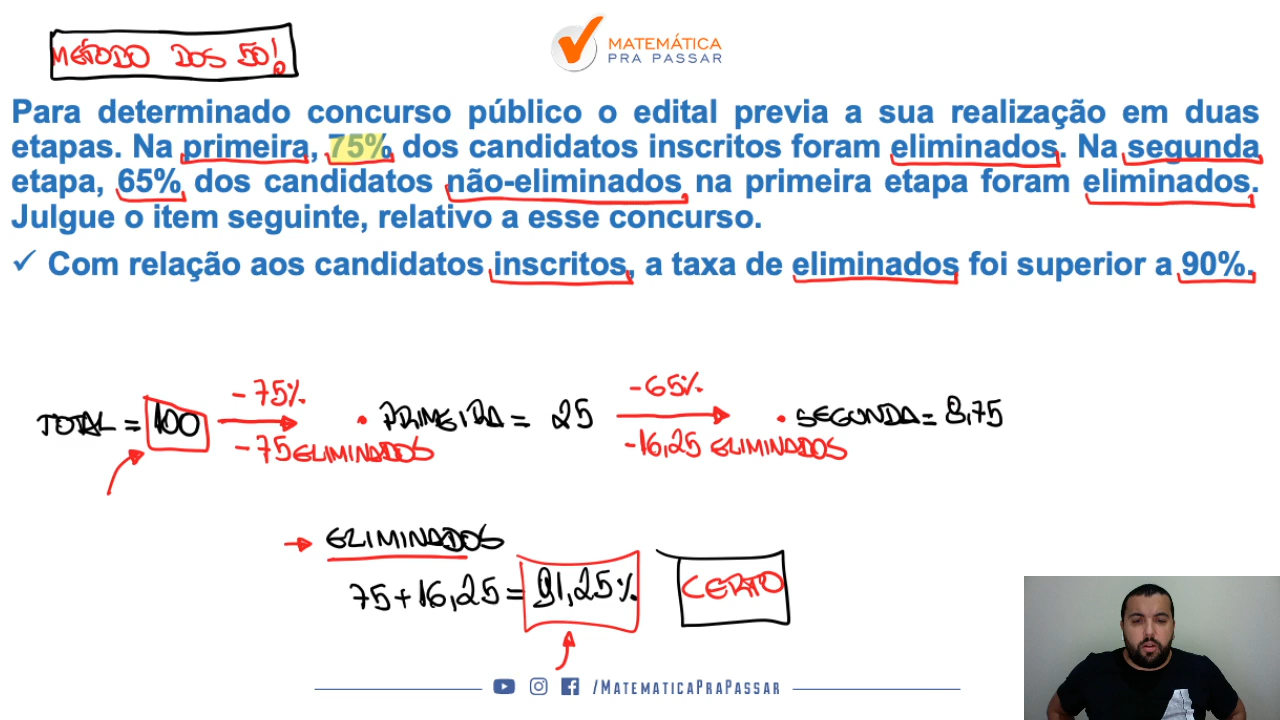 MÉTODO DOS 50!
MATEMÁTICA
PRA PASSAR
Para determinado concurso público o edital previa a sua realização em duas
etapas. Na primeira, 75% dos candidatos inscritos foram eliminados. Na segunda
etapa, 65% dos candidatos não-eliminados na primeira etapa foram eliminados.
Julgue o item seguinte, relativo a esse concurso.
✓ Com relação aos candidatos inscritos, a taxa de eliminados foi superior a 90%.
-75% -65%
TOTAL = 100 • PRIMEIRA = 25 • SEGUNDA = 8,75
-75 ELIMINADOS -16,25 ELIMINADOS
→ ELIMINADOS
75+16,25 = 91,25% CERTO
/MatematicaPraPassar